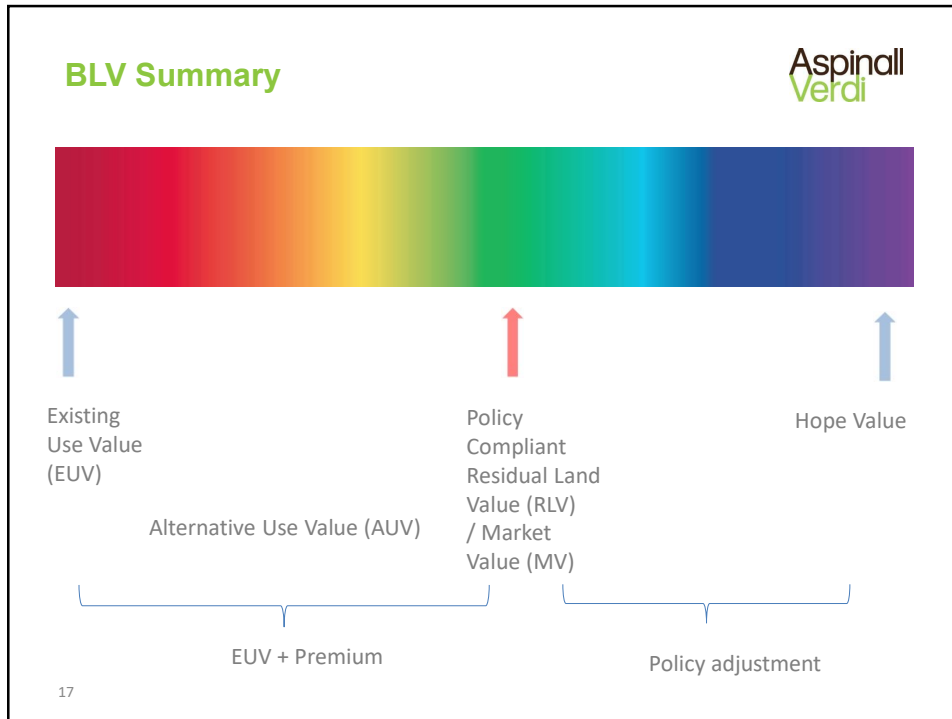 BLV Summary
Aspinall
Verdi
Existing
Use Value
(EUV)
Alternative Use Value (AUV)
Policy
Compliant
Residual Land
Value (RLV)
/ Market
Value (MV)
Hope Value
EUV + Premium
Policy adjustment
17